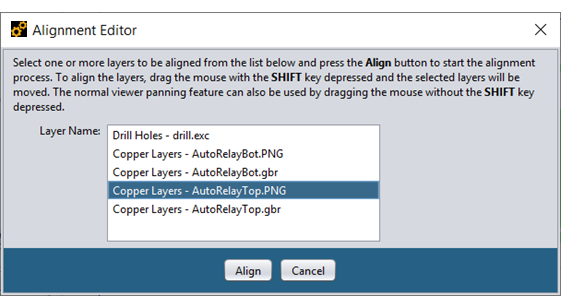 Alignment Editor
Select one or more layers to be aligned from the list below and press the Align button to start the alignment
process. To align the layers, drag the mouse with the SHIFT key depressed and the selected layers will be
moved. The normal viewer panning feature can also be used by dragging the mouse without the SHIFT key
depressed.
Layer Name:
Drill Holes - drill.exc
Copper Layers - AutoRelayBot.PNG
Copper Layers - AutoRelayBot.gbr
Copper Layers - AutoRelayTop.PNG
Copper Layers - AutoRelayTop.gbr
Align Cancel